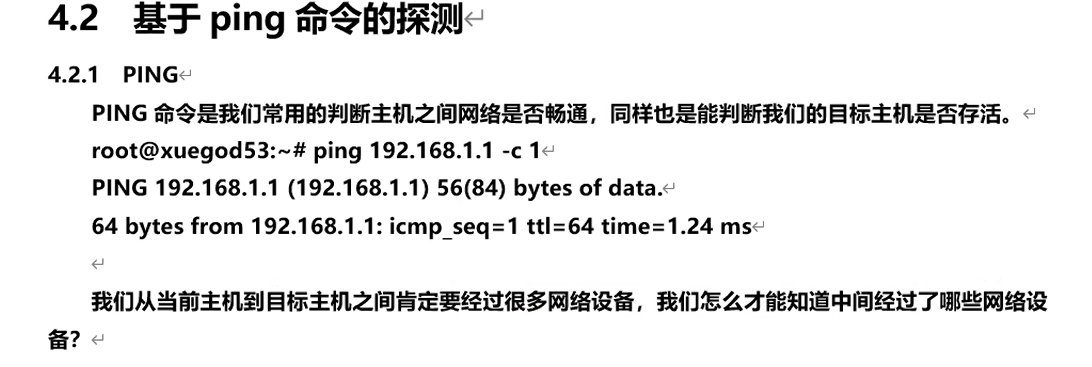 4.2 基于 ping 命令的探测
4.2.1 PING
PING 命令是我们常用的判断主机之间网络是否畅通，同样也是能判断我们的目标主机是否存活。
root@xuegod53:~# ping 192.168.1.1 -c 1
PING 192.168.1.1 (192.168.1.1) 56(84) bytes of data.
64 bytes from 192.168.1.1: icmp_seq=1 ttl=64 time=1.24 ms
我们从当前主机到目标主机之间肯定要经过很多网络设备，我们怎么才能知道中间经过了哪些网络设
备？